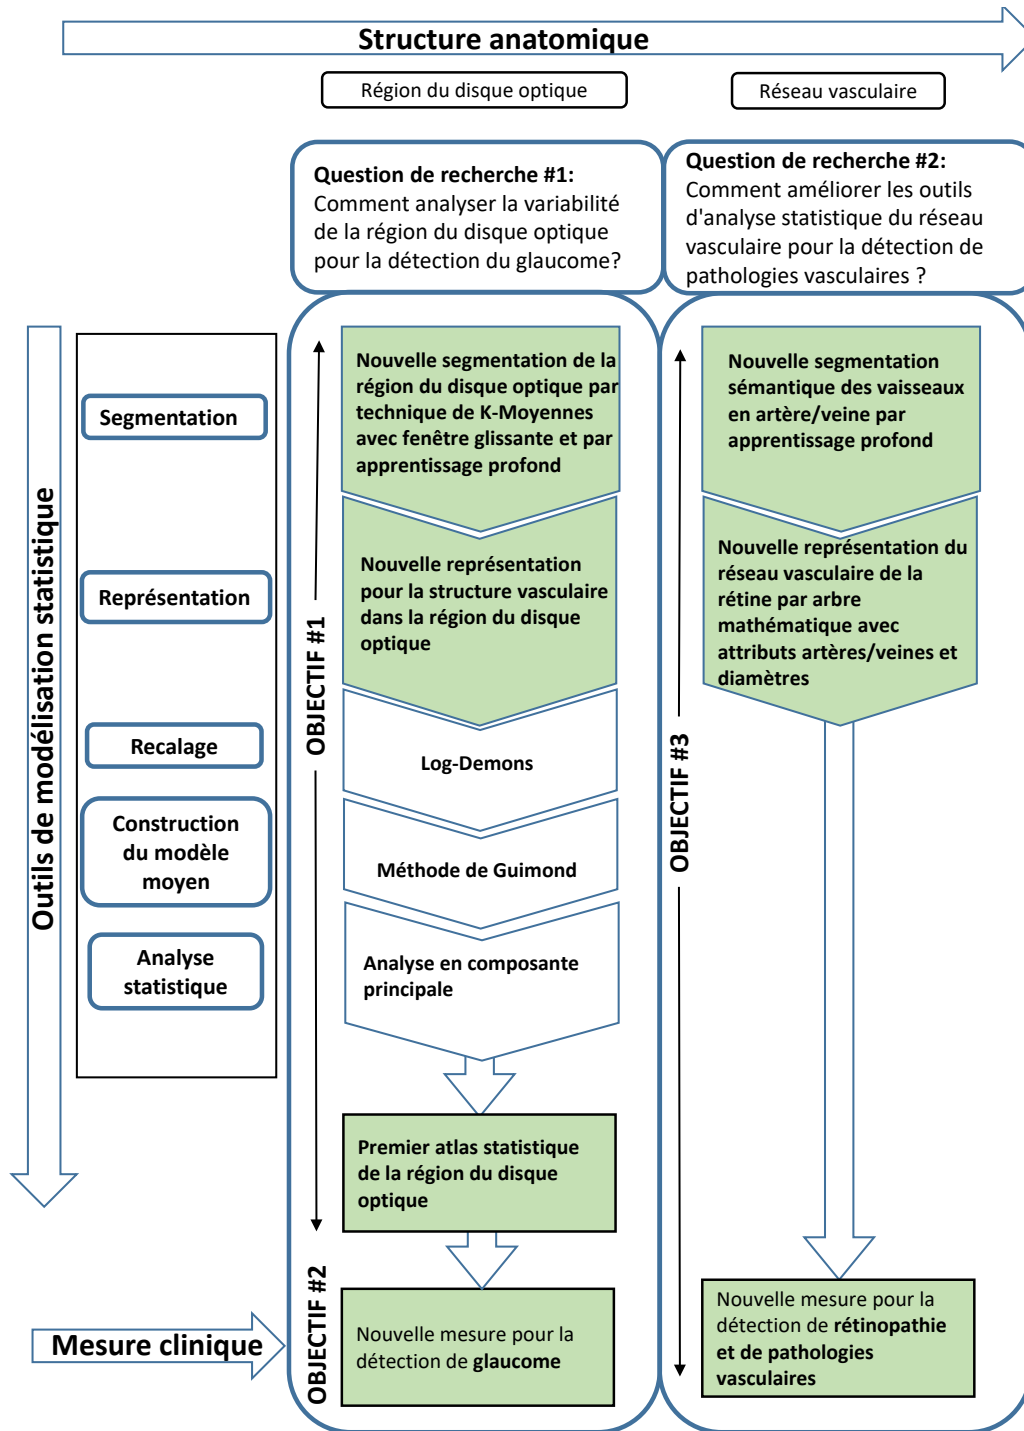 Structure anatomique
Région du disque optique
Réseau vasculaire
Question de recherche #1:
Comment analyser la variabilité
de la région du disque optique
pour la détection du glaucome?
Question de recherche #2:
Comment améliorer les outils
d'analyse statistique du réseau
vasculaire pour la détection de
pathologies vasculaires ?
Outils de modélisation statistique
Segmentation
Représentation
Recalage
Construction
du modèle
moyen
Analyse
statistique
OBJECTIF #1
Nouvelle segmentation de la
région du disque optique par
technique de K-Moyennes
avec fenêtre glissante et par
apprentissage profond
Nouvelle représentation
pour la structure vasculaire
dans la région du disque
optique
Log-Demons
Méthode de Guimond
Analyse en composante
principale
Premier atlas statistique
de la région du disque
optique
OBJECTIF #3
Nouvelle segmentation
sémantique des vaisseaux
en artère/veine par
apprentissage profond
Nouvelle représentation du
réseau vasculaire de la
rétine par arbre
mathématique avec
attributs artères/veines et
diamètres
Mesure clinique
OBJECTIF #2
Nouvelle mesure pour la
détection de glaucome
Nouvelle mesure pour la
détection de rétinopathie
et de pathologies
vasculaires